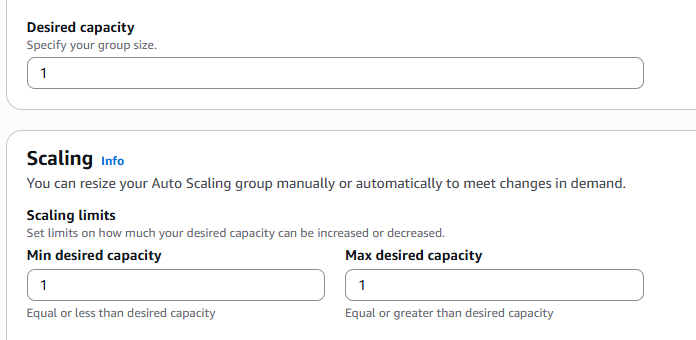 Desired capacity
Specify your group size.
1
Scaling Info
You can resize your Auto Scaling group manually or automatically to meet changes in demand.
Scaling limits
Set limits on how much your desired capacity can be increased or decreased.
Min desired capacity
Max desired capacity
1
1
Equal or less than desired capacity
Equal or greater than desired capacity